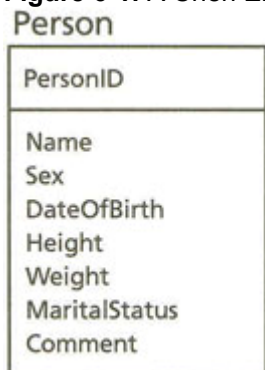 Person
PersonID
Name
Sex
DateOfBirth
Height
Weight
MaritalStatus
Comment